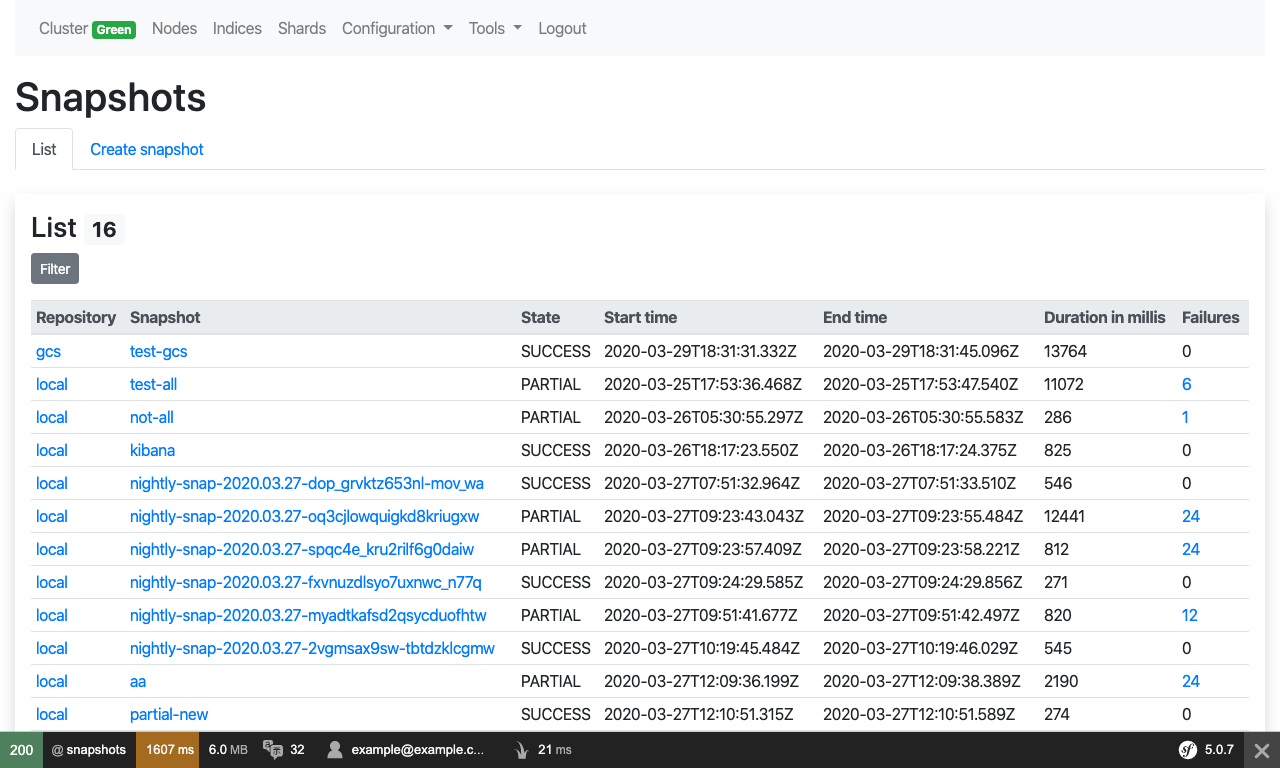 Cluster Green Nodes Indices Shards Configuration Tools Logout
Snapshots
List Create snapshot
List 16
Filter
Repository Snapshot State Start time End time Duration in millis Failures
gcs test-gcs SUCCESS 2020-03-29T18:31:31.332Z 2020-03-29T18:31:45.096Z 13764 0
local test-all PARTIAL 2020-03-25T17:53:36.468Z 2020-03-25T17:53:47.540Z 11072 6
local not-all PARTIAL 2020-03-26T05:30:55.297Z 2020-03-26T05:30:55.583Z 286 1
local kibana SUCCESS 2020-03-26T18:17:23.550Z 2020-03-26T18:17:24.375Z 825 0
local nightly-snap-2020.03.27-dop_grvktz653nl-mov_wa SUCCESS 2020-03-27T07:51:32.964Z 2020-03-27T07:51:33.510Z 546 0
local nightly-snap-2020.03.27-oq3cjlowquigkd8kriugxw PARTIAL 2020-03-27T09:23:43.043Z 2020-03-27T09:23:55.484Z 12441 24
local nightly-snap-2020.03.27-spqc4e_kru2rilf6g0daiw PARTIAL 2020-03-27T09:23:57.409Z 2020-03-27T09:23:58.221Z 812 24
local nightly-snap-2020.03.27-fxvnuzdlsyo7uxnwc_n77q SUCCESS 2020-03-27T09:24:29.585Z 2020-03-27T09:24:29.856Z 271 0
local nightly-snap-2020.03.27-myadtkafsd2qsycduofhtw PARTIAL 2020-03-27T09:51:41.677Z 2020-03-27T09:51:42.497Z 820 12
local nightly-snap-2020.03.27-2vgmsax9sw-tbtdzklcgmw SUCCESS 2020-03-27T10:19:45.484Z 2020-03-27T10:19:46.029Z 545 0
local aa PARTIAL 2020-03-27T12:09:36.199Z 2020-03-27T12:09:38.389Z 2190 24
local partial-new SUCCESS 2020-03-27T12:10:51.315Z 2020-03-27T12:10:51.589Z 274 0
200 @ snapshots 1607 ms 6.0 MB 32 example@example.c... 21 ms sf 5.0.7